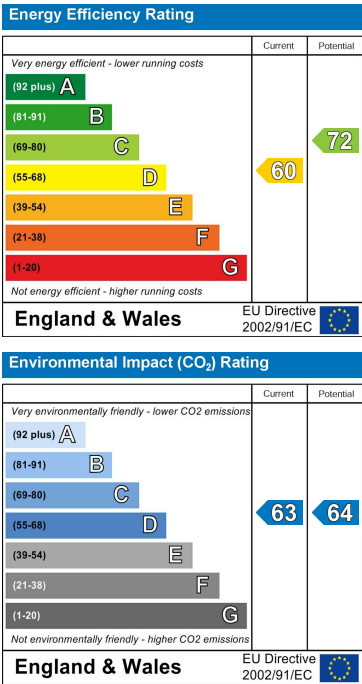 Energy Efficiency Rating
Current Potential
Very energy efficient - lower running costs
(92 plus) A
(81-91) B
(69-80) C
(55-68) D
(39-54) E
(21-38) F
(1-20) G
60
72
Not energy efficient - higher running costs
England & Wales
EU Directive
2002/91/EC
Environmental Impact (CO₂) Rating
Current Potential
Very environmentally friendly - lower CO2 emissions
(92 plus) A
(81-91) B
(69-80) C
(55-68) D
(39-54) E
(21-38) F
(1-20) G
63
64
Not environmentally friendly - higher CO2 emissions
England & Wales
EU Directive
2002/91/EC